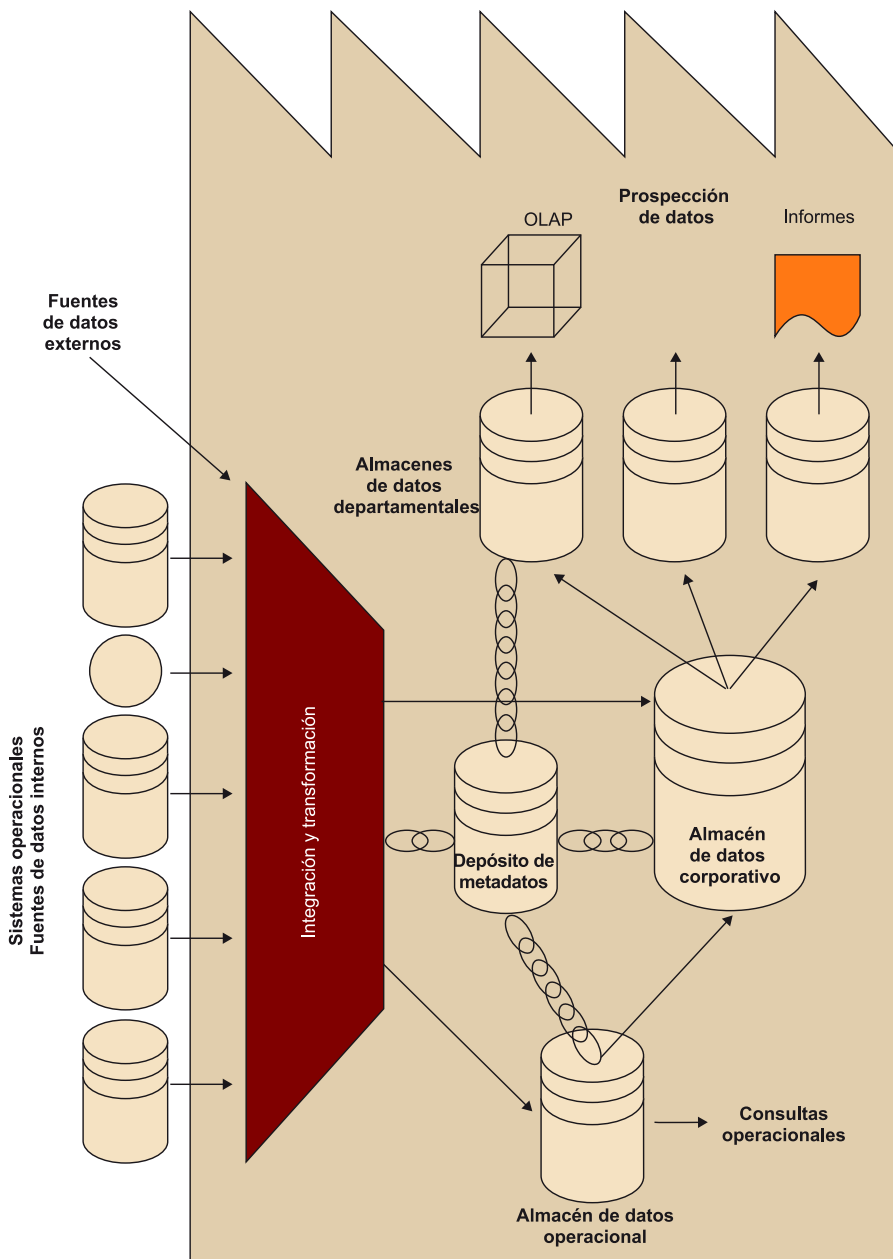 OLAP
Prospección
de datos
Informes
Fuentes
de datos
externos
Almacenes
de datos
departamentales
Sistemas operacionales
Fuentes de datos internos
Integración y transformación
Depósito de
metadatos
Almacén
de datos
corporativo
Consultas
operacionales
Almacén de datos
operacional